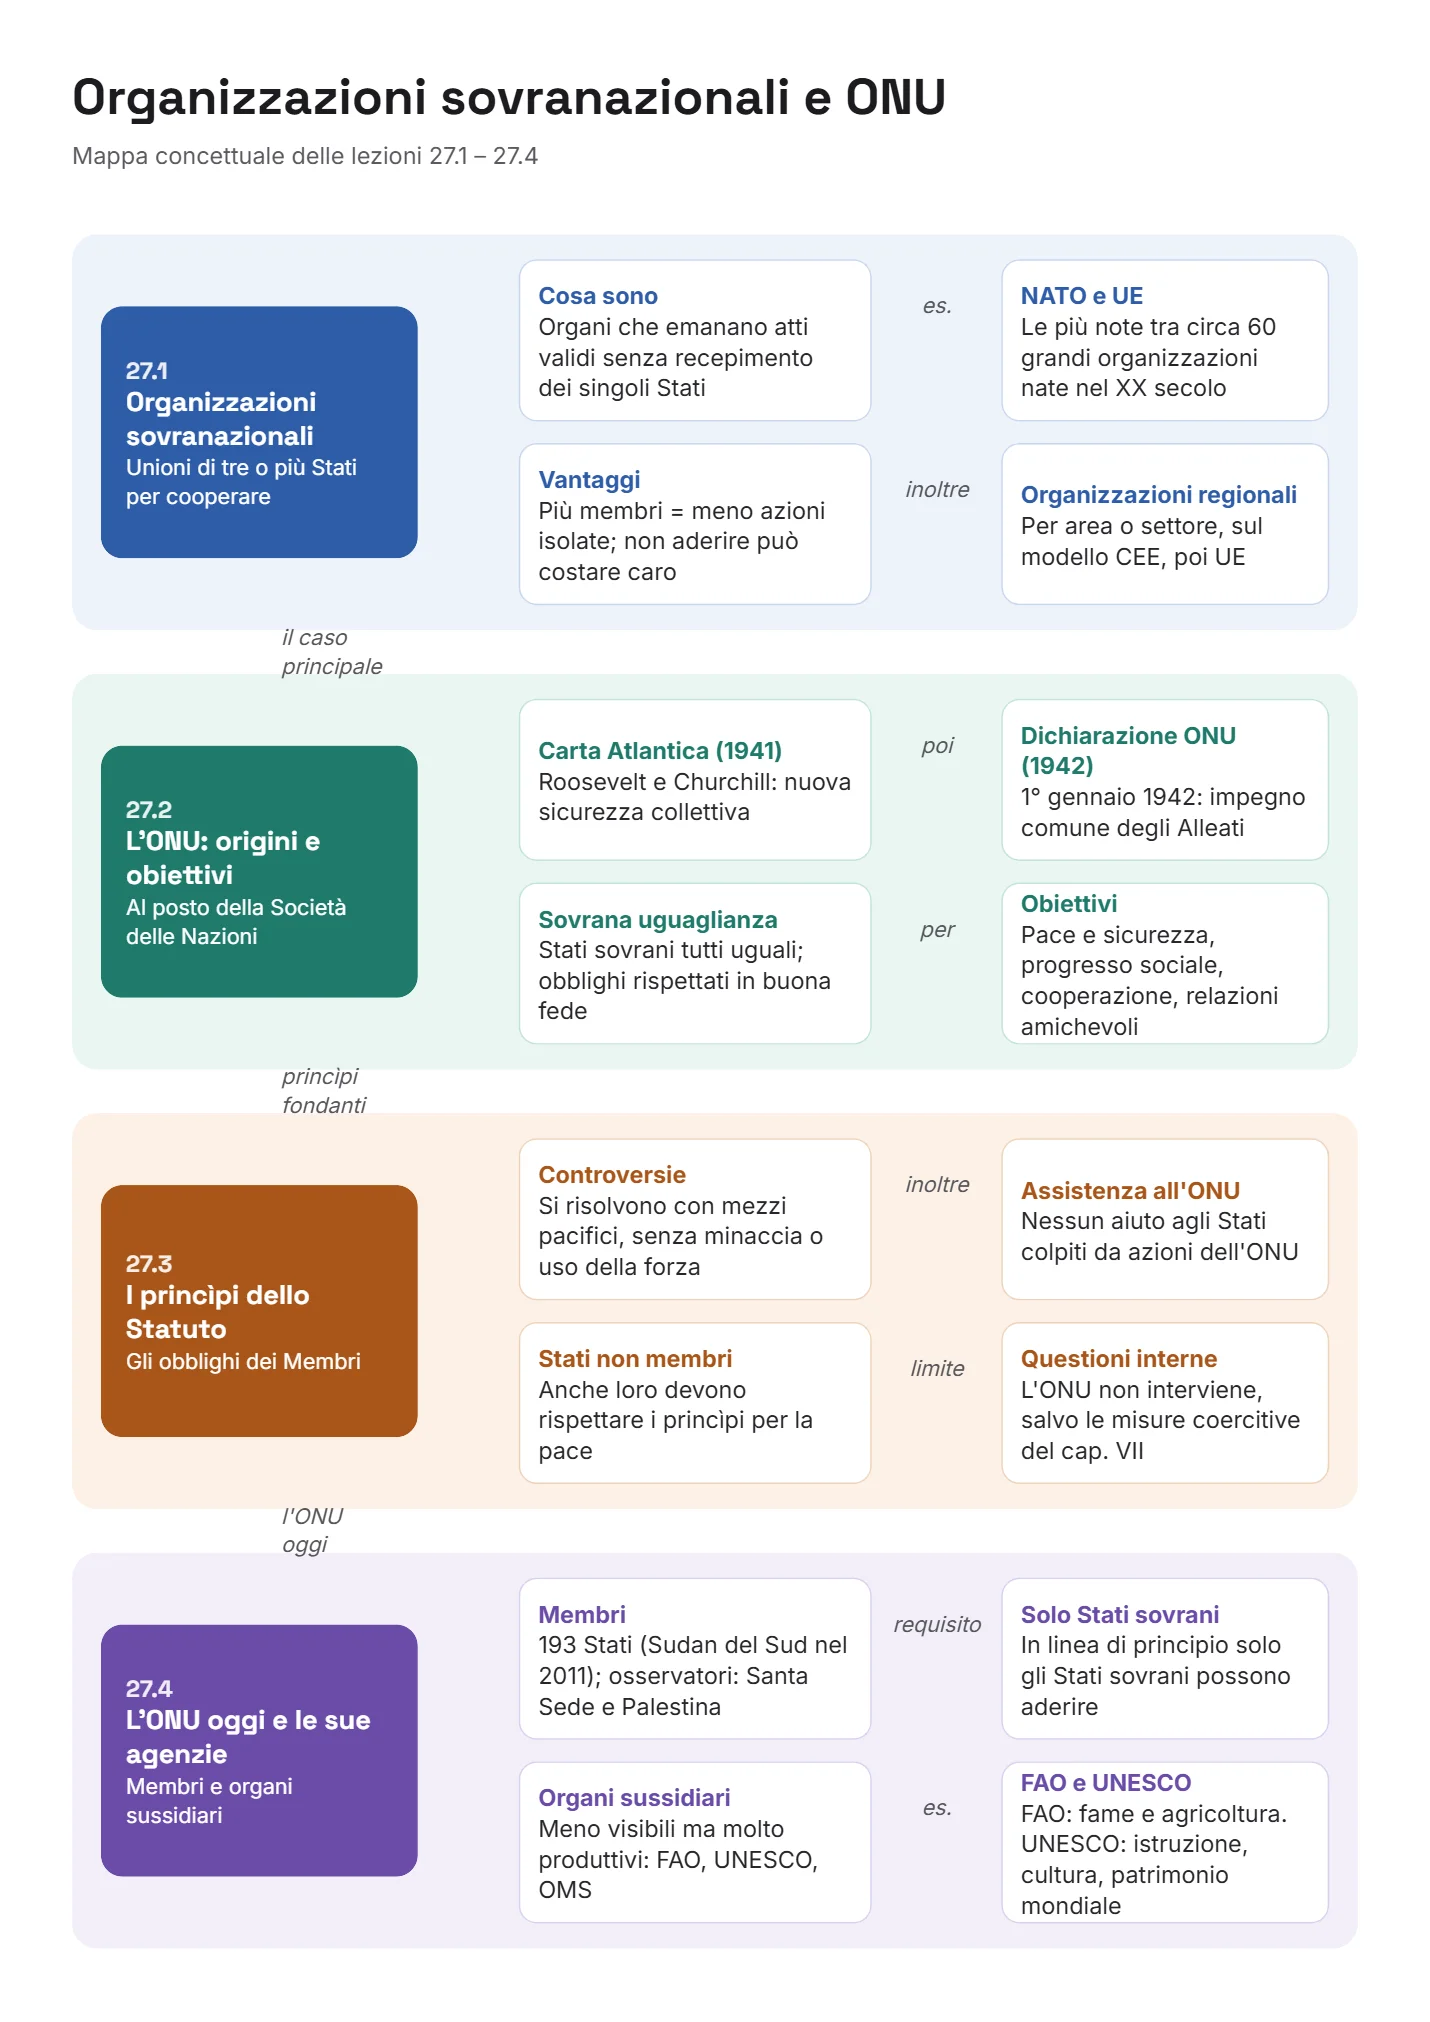 Organizzazioni sovranazionali e ONU
Mappa concettuale delle lezioni 27.1 – 27.4
27.1
Organizzazioni
sovranazionali
Unioni di tre o più Stati
per cooperare
Cosa sono
Organi che emanano atti
validi senza recepimento
dei singoli Stati
es.
NATO e UE
Le più note tra circa 60
grandi organizzazioni
nate nel XX secolo
Vantaggi
Più membri = meno azioni
isolate; non aderire può
costare caro
inoltre
Organizzazioni regionali
Per area o settore, sul
modello CEE, poi UE
il caso
principale
27.2
L’ONU: origini e
obiettivi
Al posto della Società
delle Nazioni
Carta Atlantica (1941)
Roosevelt e Churchill: nuova
sicurezza collettiva
poi
Dichiarazione ONU
(1942)
1° gennaio 1942: impegno
comune degli Alleati
Sovrana uguaglianza
Stati sovrani tutti uguali;
obblighi rispettati in buona
fede
per
Obiettivi
Pace e sicurezza,
progresso sociale,
cooperazione, relazioni
amichevoli
princìpi
fondanti
27.3
I princìpi dello
Statuto
Gli obblighi dei Membri
Controversie
Si risolvono con mezzi
pacifici, senza minaccia o
uso della forza
inoltre
Assistenza all'ONU
Nessun aiuto agli Stati
colpiti da azioni dell'ONU
Stati non membri
Anche loro devono
rispettare i princìpi per la
pace
limite
Questioni interne
L'ONU non interviene,
salvo le misure coercitive
del cap. VII
l'ONU
oggi
27.4
L’ONU oggi e le sue
agenzie
Membri e organi
sussidiari
Membri
193 Stati (Sudan del Sud nel
2011); osservatori: Santa
Sede e Palestina
requisito
Solo Stati sovrani
In linea di principio solo
gli Stati sovrani possono
aderire
Organi sussidiari
Meno visibili ma molto
produttivi: FAO, UNESCO,
OMS
es.
FAO e UNESCO
FAO: fame e agricoltura.
UNESCO: istruzione,
cultura, patrimonio
mondiale